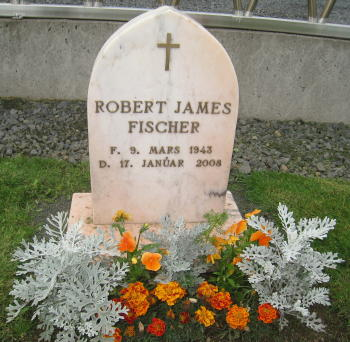 ROBERT JAMES
FISCHER
F. 9. MARS 1943
D. 17. JANÚAR 2008